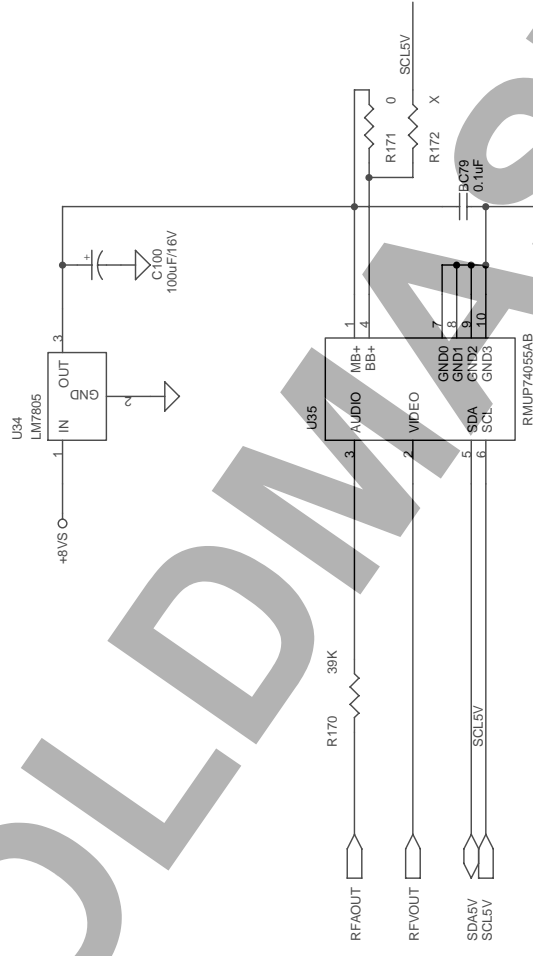 U34
LM7805
+8VS
1
IN
OUT
3
GND
2
+
C100
100uF/16V
R171
0
SCL5V
R172
X
BC79
0.1uF
1
4
7
8
9
10
U35
MB+
BB+
GND0
GND1
GND2
GND3
AUDIO
VIDEO
SDA
SCL
3
2
5
6
RMUP74055AB
R170
39K
SCL5V
RFAOUT
RFVOUT
SDA5V
SCL5V
OLDMAS